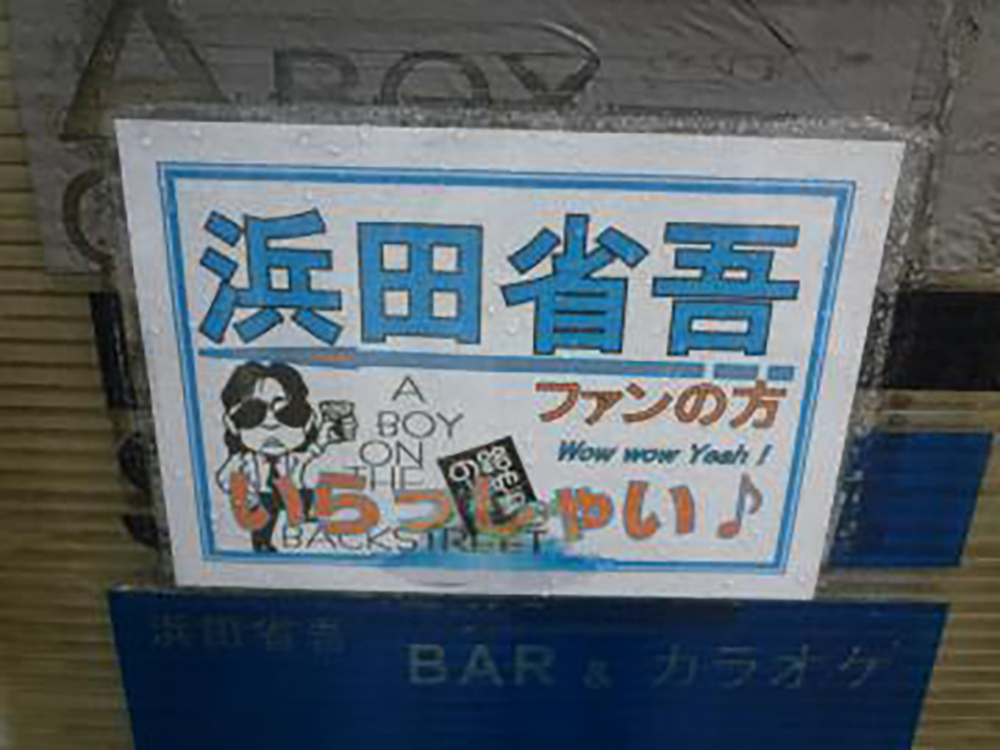 A BOY
浜田省吾
ファンの方
Wow wow Yeah !
A
BOY
ON
THE
BACKSTREET
いらっしゃい♪
浜田省吾
BAR & カラオケ